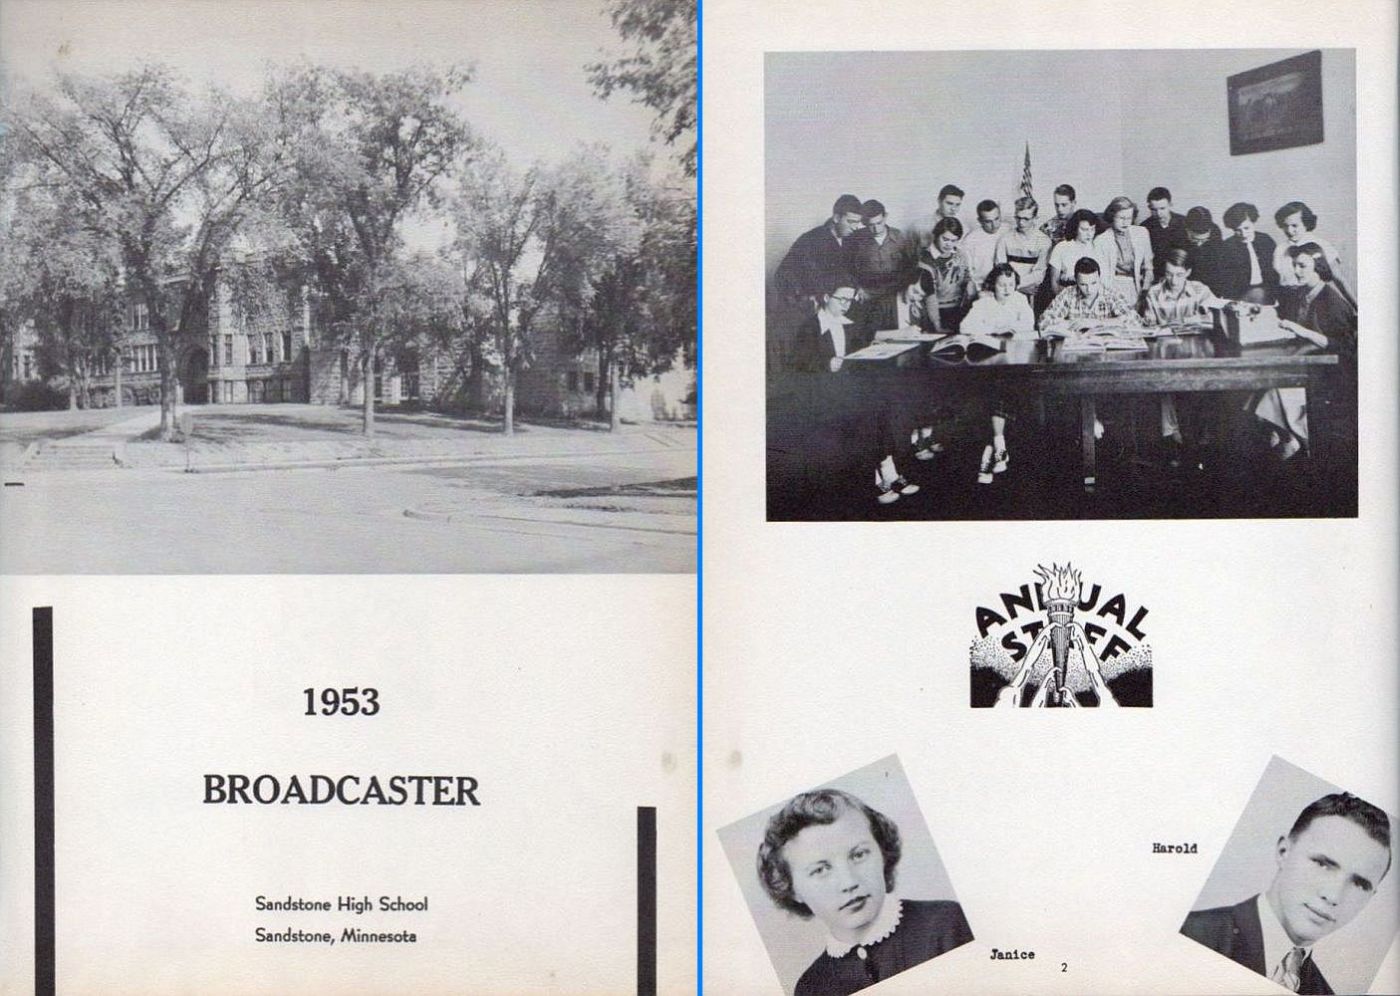 1953
BROADCASTER
Sandstone High School
Sandstone, Minnesota
ANNUAL
STAFF
Harold
Janice
2